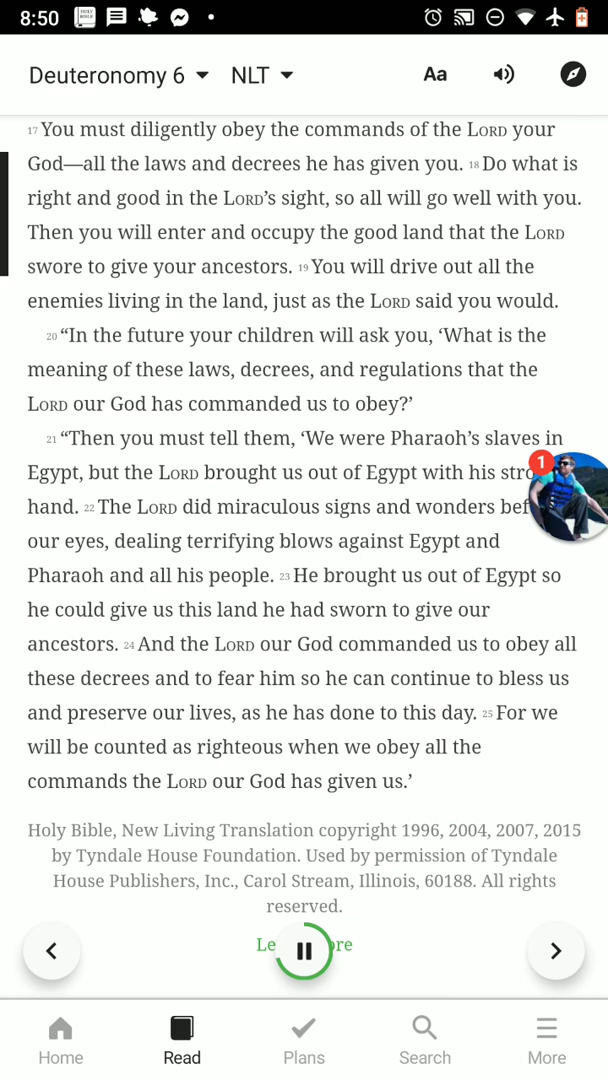 8:50
Deuteronomy 6 NLT Aa
17 You must diligently obey the commands of the LORD your
God—all the laws and decrees he has given you. 18 Do what is
right and good in the LORD’s sight, so all will go well with you.
Then you will enter and occupy the good land that the LORD
swore to give your ancestors. 19 You will drive out all the
enemies living in the land, just as the LORD said you would.
20 “In the future your children will ask you, ‘What is the
meaning of these laws, decrees, and regulations that the
LORD our God has commanded us to obey?’
21 “Then you must tell them, ‘We were Pharaoh’s slaves in
Egypt, but the LORD brought us out of Egypt with his stro
1
hand. 22 The LORD did miraculous signs and wonders bef
our eyes, dealing terrifying blows against Egypt and
Pharaoh and all his people. 23 He brought us out of Egypt so
he could give us this land he had sworn to give our
ancestors. 24 And the LORD our God commanded us to obey all
these decrees and to fear him so he can continue to bless us
and preserve our lives, as he has done to this day. 25 For we
will be counted as righteous when we obey all the
commands the LORD our God has given us.’
Holy Bible, New Living Translation copyright 1996, 2004, 2007, 2015
by Tyndale House Foundation. Used by permission of Tyndale
House Publishers, Inc., Carol Stream, Illinois, 60188. All rights
reserved.
Le re
Home Read Plans Search More